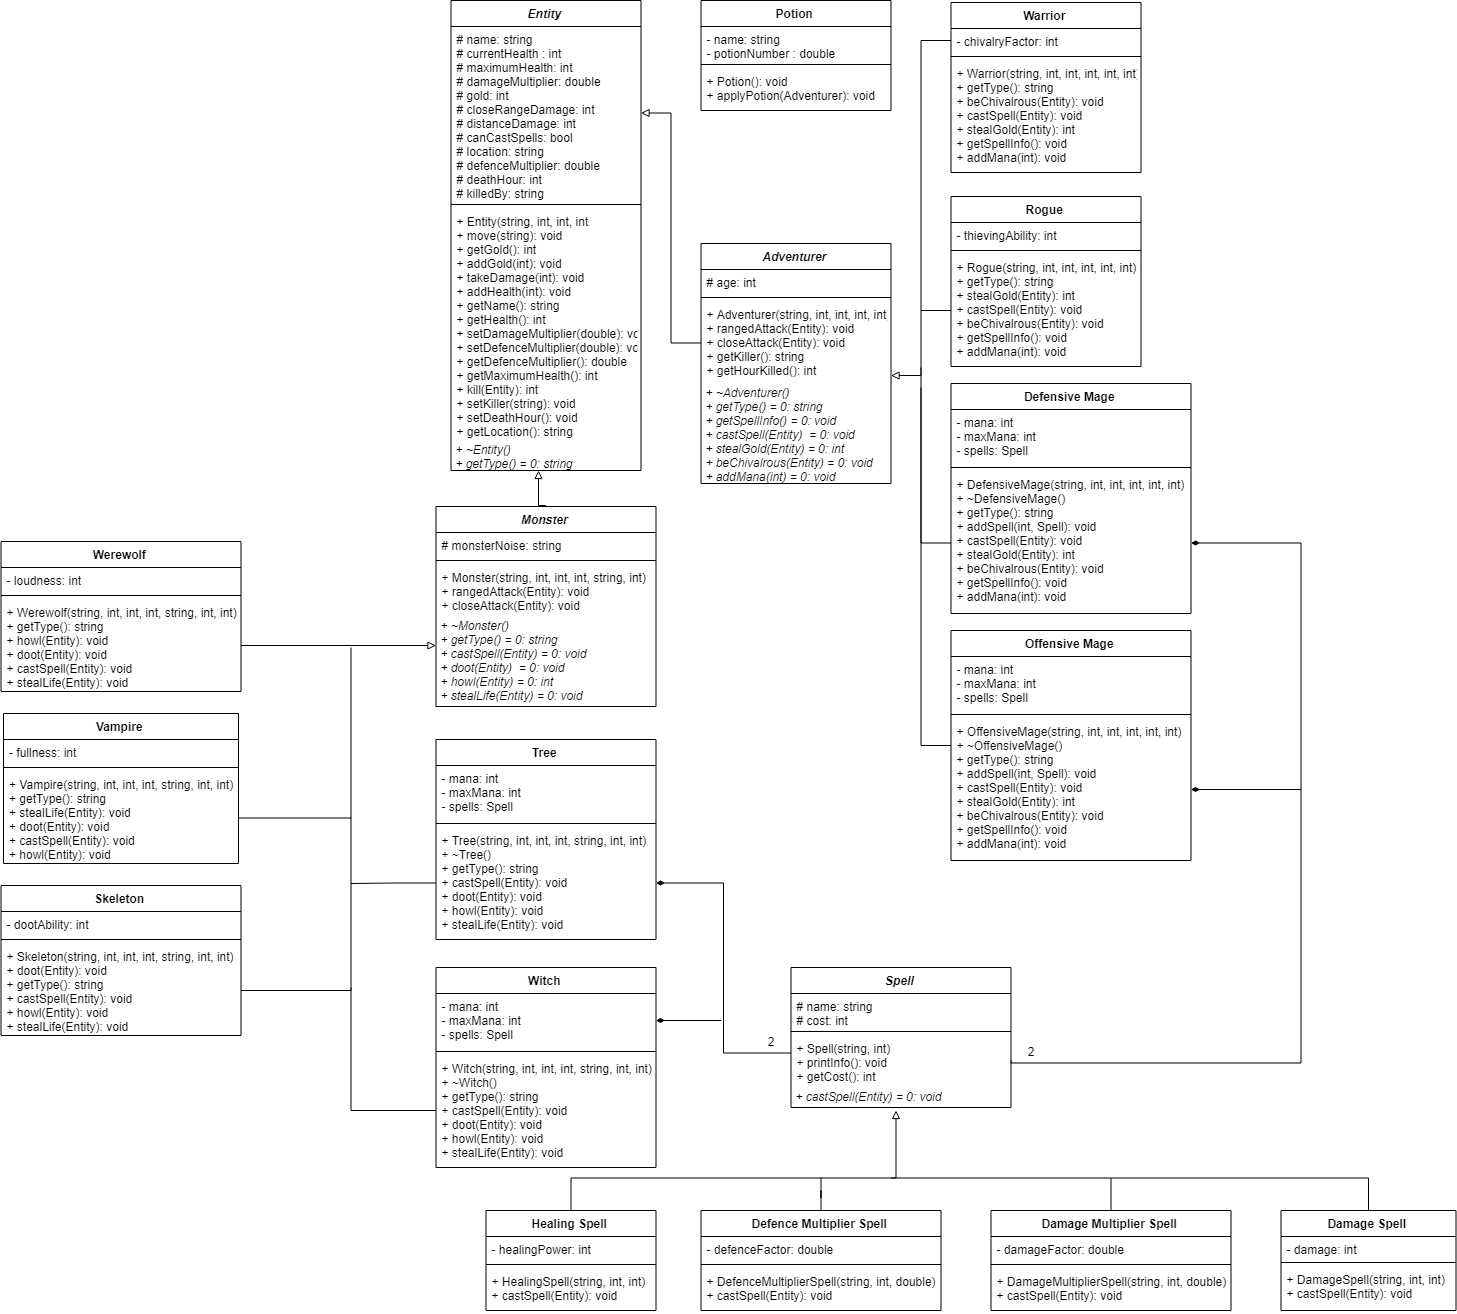 Entity
# name: string
# currentHealth : int
# maximumHealth: int
# damageMultiplier: double
# gold: int
# closeRangeDamage: int
# distanceDamage: int
# canCastSpells: bool
# location: string
# defenceMultiplier: double
# deathHour: int
# killedBy: string
+ Entity(string, int, int, int
+ move(string): void
+ getGold(): int
+ addGold(int): void
+ takeDamage(int): void
+ addHealth(int): void
+ getName(): string
+ getHealth(): int
+ setDamageMultiplier(double): vo
+ setDefenceMultiplier(double): vo
+ getDefenceMultiplier(): double
+ getMaximumHealth(): int
+ kill(Entity): int
+ setKiller(string): void
+ setDeathHour(): void
+ getLocation(): string
+ ~Entity()
+ getType() = 0: string
Potion
- name: string
- potionNumber : double
+ Potion(): void
+ applyPotion(Adventurer): void
Warrior
- chivalryFactor: int
+ Warrior(string, int, int, int, int, int
+ getType(): string
+ beChivalrous(Entity): void
+ castSpell(Entity): void
+ stealGold(Entity): int
+ getSpellInfo(): void
+ addMana(int): void
Rogue
- thievingAbility: int
+ Rogue(string, int, int, int, int, int)
+ getType(): string
+ stealGold(Entity): int
+ castSpell(Entity): void
+ beChivalrous(Entity): void
+ getSpellInfo(): void
+ addMana(int): void
Adventurer
# age: int
+ Adventurer(string, int, int, int, int
+ rangedAttack(Entity): void
+ closeAttack(Entity): void
+ getKiller(): string
+ getHourKilled(): int
+ ~Adventurer()
+ getType() = 0: string
+ getSpellInfo() = 0: void
+ castSpell(Entity)  = 0: void
+ stealGold(Entity) = 0: int
+ beChivalrous(Entity) = 0: void
+ addMana(int) = 0: void
Defensive Mage
- mana: int
- maxMana: int
- spells: Spell
+ DefensiveMage(string, int, int, int, int, int)
+ ~DefensiveMage()
+ getType(): string
+ addSpell(int, Spell): void
+ castSpell(Entity): void
+ stealGold(Entity): int
+ beChivalrous(Entity): void
+ getSpellInfo(): void
+ addMana(int): void
Monster
# monsterNoise: string
+ Monster(string, int, int, int, string, int)
+ rangedAttack(Entity): void
+ closeAttack(Entity): void
+ ~Monster()
+ getType() = 0: string
+ castSpell(Entity) = 0: void
+ doot(Entity)  = 0: void
+ howl(Entity) = 0: int
+ stealLife(Entity) = 0: void
Werewolf
- loudness: int
+ Werewolf(string, int, int, int, string, int, int)
+ getType(): string
+ howl(Entity): void
+ doot(Entity): void
+ castSpell(Entity): void
+ stealLife(Entity): void
Offensive Mage
- mana: int
- maxMana: int
- spells: Spell
+ OffensiveMage(string, int, int, int, int, int)
+ ~OffensiveMage()
+ getType(): string
+ addSpell(int, Spell): void
+ castSpell(Entity): void
+ stealGold(Entity): int
+ beChivalrous(Entity): void
+ getSpellInfo(): void
+ addMana(int): void
Vampire
- fullness: int
+ Vampire(string, int, int, int, string, int, int)
+ getType(): string
+ stealLife(Entity): void
+ doot(Entity): void
+ castSpell(Entity): void
+ howl(Entity): void
Tree
- mana: int
- maxMana: int
- spells: Spell
+ Tree(string, int, int, int, string, int, int)
+ ~Tree()
+ getType(): string
+ castSpell(Entity): void
+ doot(Entity): void
+ howl(Entity): void
+ stealLife(Entity): void
Skeleton
- dootAbility: int
+ Skeleton(string, int, int, int, string, int, int)
+ doot(Entity): void
+ getType(): string
+ castSpell(Entity): void
+ howl(Entity): void
+ stealLife(Entity): void
Witch
- mana: int
- maxMana: int
- spells: Spell
+ Witch(string, int, int, int, string, int, int)
+ ~Witch()
+ getType(): string
+ castSpell(Entity): void
+ doot(Entity): void
+ howl(Entity): void
+ stealLife(Entity): void
2
Spell
# name: string
# cost: int
+ Spell(string, int)
+ printInfo(): void
+ getCost(): int
+ castSpell(Entity) = 0: void
2
Healing Spell
- healingPower: int
+ HealingSpell(string, int, int)
+ castSpell(Entity): void
Defence Multiplier Spell
- defenceFactor: double
+ DefenceMultiplierSpell(string, int, double)
+ castSpell(Entity): void
Damage Multiplier Spell
- damageFactor: double
+ DamageMultiplierSpell(string, int, double)
+ castSpell(Entity): void
Damage Spell
- damage: int
+ DamageSpell(string, int, int)
+ castSpell(Entity): void